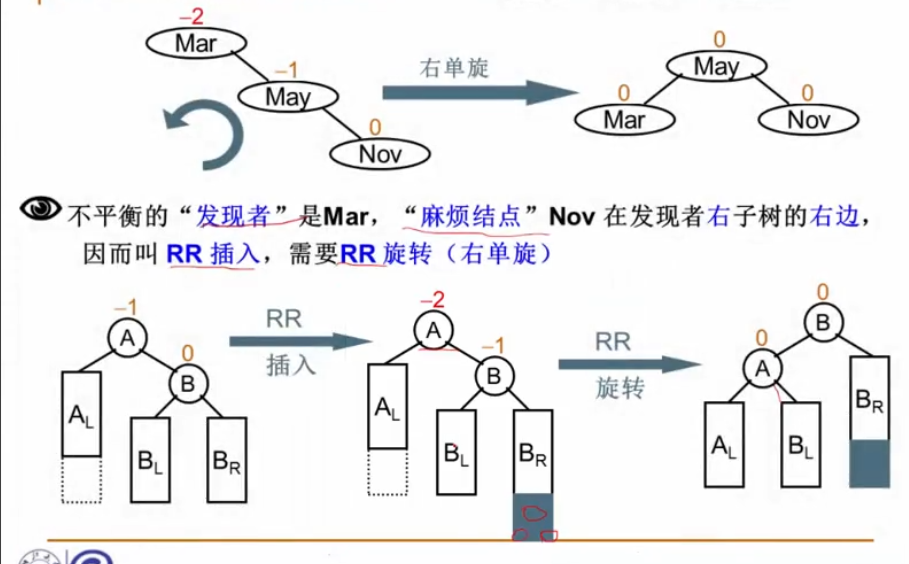 –2
Mar
–1
May
0
Nov
右单旋
0
May
0
Mar
0
Nov
不平衡的“发现者”是Mar，“麻烦结点”Nov 在发现者右子树的右边，
因而叫 RR 插入，需要RR 旋转（右单旋）
–1
A
0
B
AL
BL
BR
RR
插入
–2
A
–1
B
AL
BL
BR
RR
旋转
0
B
0
A
AL
BL
BR